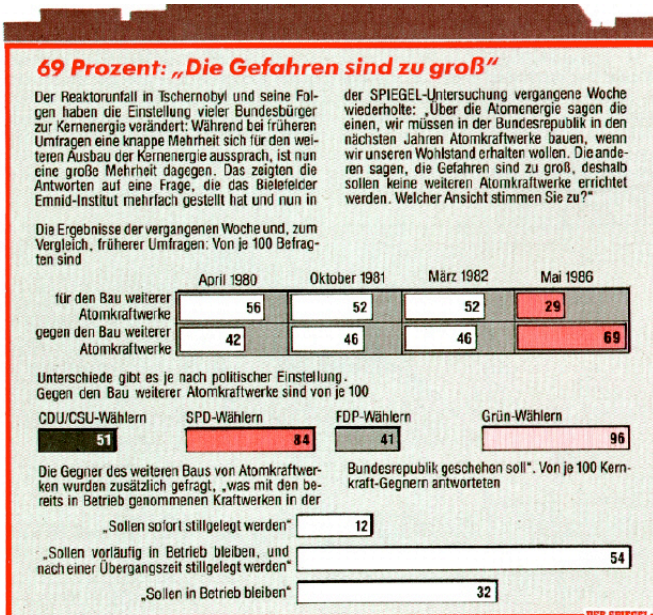 69 Prozent: „Die Gefahren sind zu groß“
Der Reaktorunfall in Tschernobyl und seine Fol-
gen haben die Einstellung vieler Bundesbürger
zur Kernenergie verändert: Während bei früheren
Umfragen eine knappe Mehrheit sich für den wei-
teren Ausbau der Kernenergie aussprach, ist nun
eine große Mehrheit dagegen. Das zeigten die
Antworten auf eine Frage, die das Bielefelder
Emnid-Institut mehrfach gestellt hat und nun in
der SPIEGEL-Untersuchung vergangene Woche
wiederholte: „Über die Atomenergie sagen die
einen, wir müssen in der Bundesrepublik in den
nächsten Jahren Atomkraftwerke bauen, wenn
wir unseren Wohlstand erhalten wollen. Die ande-
ren sagen, die Gefahren sind zu groß, deshalb
sollen keine weiteren Atomkraftwerke errichtet
werden. Welcher Ansicht stimmen Sie zu?“
Die Ergebnisse der vergangenen Woche und, zum
Vergleich, früherer Umfragen: Von je 100 Befrag-
ten sind
April 1980 Oktober 1981 März 1982 Mai 1986
für den Bau weiterer
Atomkraftwerke
56 52 52 29
gegen den Bau weiterer
Atomkraftwerke
42 46 46 69
Unterschiede gibt es je nach politischer Einstellung.
Gegen den Bau weiterer Atomkraftwerke sind von je 100
CDU/CSU-Wählern SPD-Wählern FDP-Wählern Grün-Wählern
51 84 41 96
Die Gegner des weiteren Baus von Atomkraftwer-
ken wurden zusätzlich gefragt, „was mit den be-
reits in Betrieb genommenen Kraftwerken in der
Bundesrepublik geschehen soll“. Von je 100 Kern-
kraft-Gegnern antworteten
„Sollen sofort stillgelegt werden“ 12
„Sollen vorläufig in Betrieb bleiben, und
nach einer Übergangszeit stillgelegt werden“ 54
„Sollen in Betrieb bleiben“ 32
DER SPIEGEL